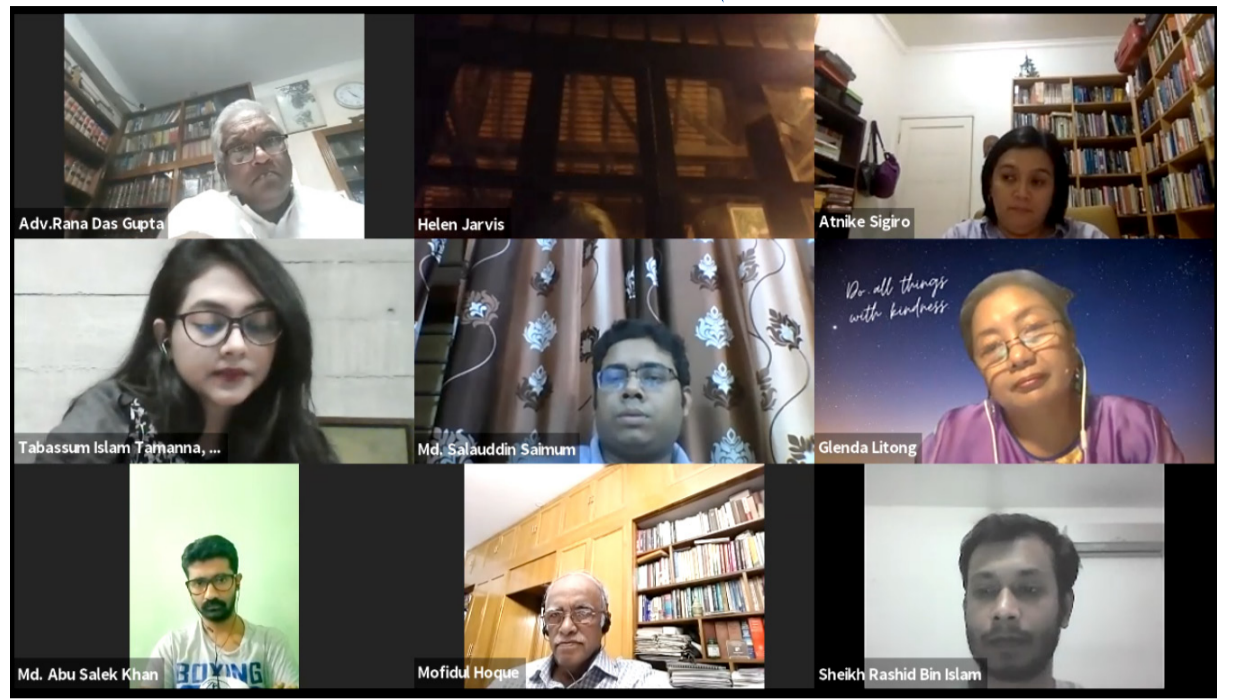 Adv.Rana Das Gupta
Helen Jarvis
Atnike Sigiro
Do all things
with kindness
Tabassum Islam Tamanna, ...
Md. Salauddin Saimum
Glenda Litong
BOXING
Md. Abu Salek Khan
Mofidul Hoque
Sheikh Rashid Bin Islam